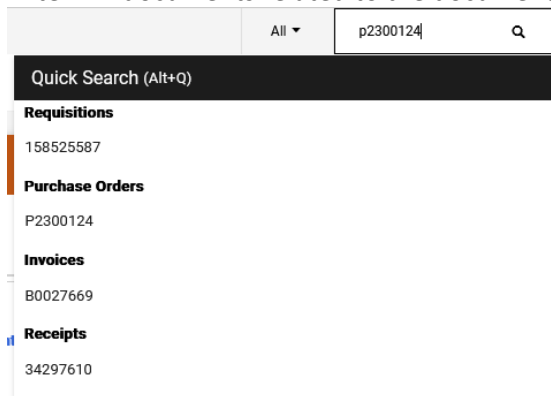 All
p2300124
Quick Search (Alt+Q)
Requisitions
158525587
Purchase Orders
P2300124
Invoices
B0027669
Receipts
34297610